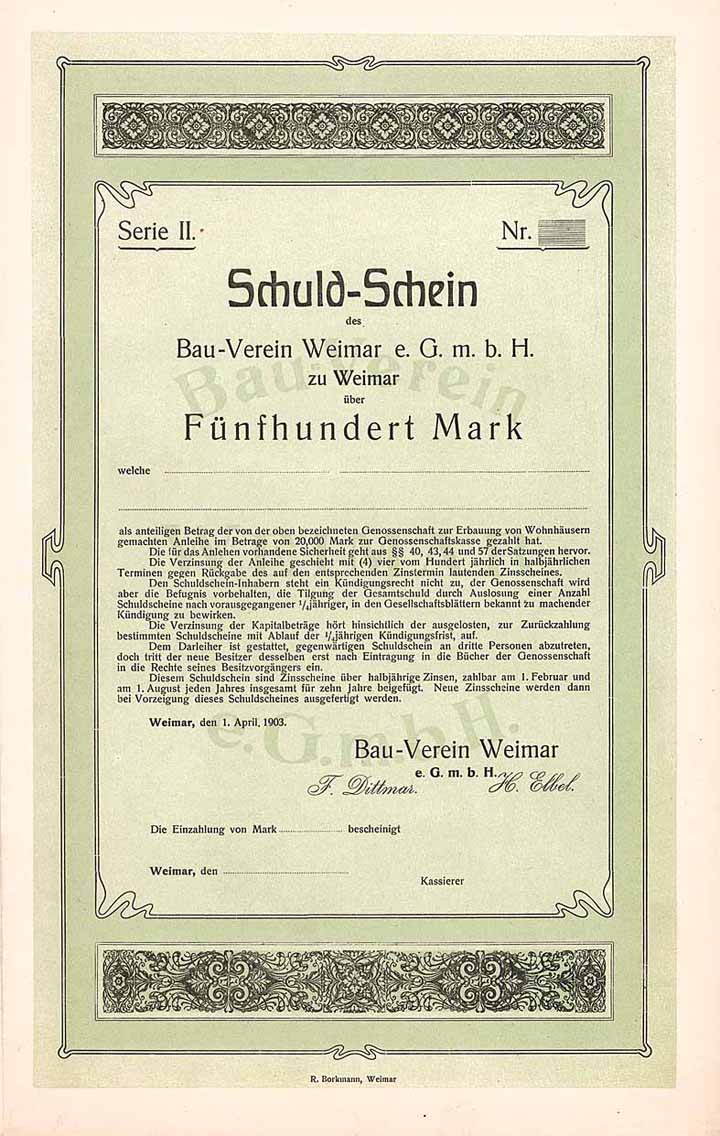 Serie II.
Nr.
Schuld-Schein
des
Bau-Verein Weimar e. G. m. b. H.
zu Weimar
über
Fünfhundert Mark
welche
als anteiligen Betrag der von der oben bezeichneten Genossenschaft zur Erbauung von Wohnhäusern
gemachten Anleihe im Betrage von 20,000 Mark zur Genossenschaftskasse gezahlt hat.
Die für das Anlehen vorhandene Sicherheit geht aus §§ 40, 43, 44 und 57 der Satzungen hervor.
Die Verzinsung der Anleihe geschieht mit (4) vier vom Hundert jährlich in halbjährlichen
Terminen gegen Rückgabe des auf den entsprechenden Zinstermin lautenden Zinsscheines.
Den Schuldschein-Inhabern steht ein Kündigungsrecht nicht zu, der Genossenschaft wird
aber die Befugnis vorbehalten, die Tilgung der Gesamtschuld durch Auslosung einer Anzahl
Schuldscheine nach vorausgegangener 1/4jähriger, in den Gesellschaftsblättern bekannt zu machender
Kündigung zu bewirken.
Die Verzinsung der Kapitalbeträge hört hinsichtlich der ausgelosten, zur Zurückzahlung
bestimmten Schuldscheine mit Ablauf der 1/4jährigen Kündigungsfrist, auf.
Dem Darleiher ist gestattet, gegenwärtigen Schuldschein an dritte Personen abzutreten,
doch tritt der neue Besitzer desselben erst nach Eintragung in die Bücher der Genossenschaft
in die Rechte seines Besitzvorgängers ein.
Diesem Schuldschein sind Zinsscheine über halbjährige Zinsen, zahlbar am 1. Februar und
am 1. August jeden Jahres insgesamt für zehn Jahre beigefügt. Neue Zinsscheine werden dann
bei Vorzeigung dieses Schuldscheines ausgefertigt werden.
Weimar, den 1. April 1903.
Bau-Verein Weimar
e. G. m. b. H.
F. Dittmar. H. Elbel.
Die Einzahlung von Mark bescheinigt
Weimar, den
Kassierer
Bau-Verein
e.G.m.b.H.
R. Borkmann, Weimar